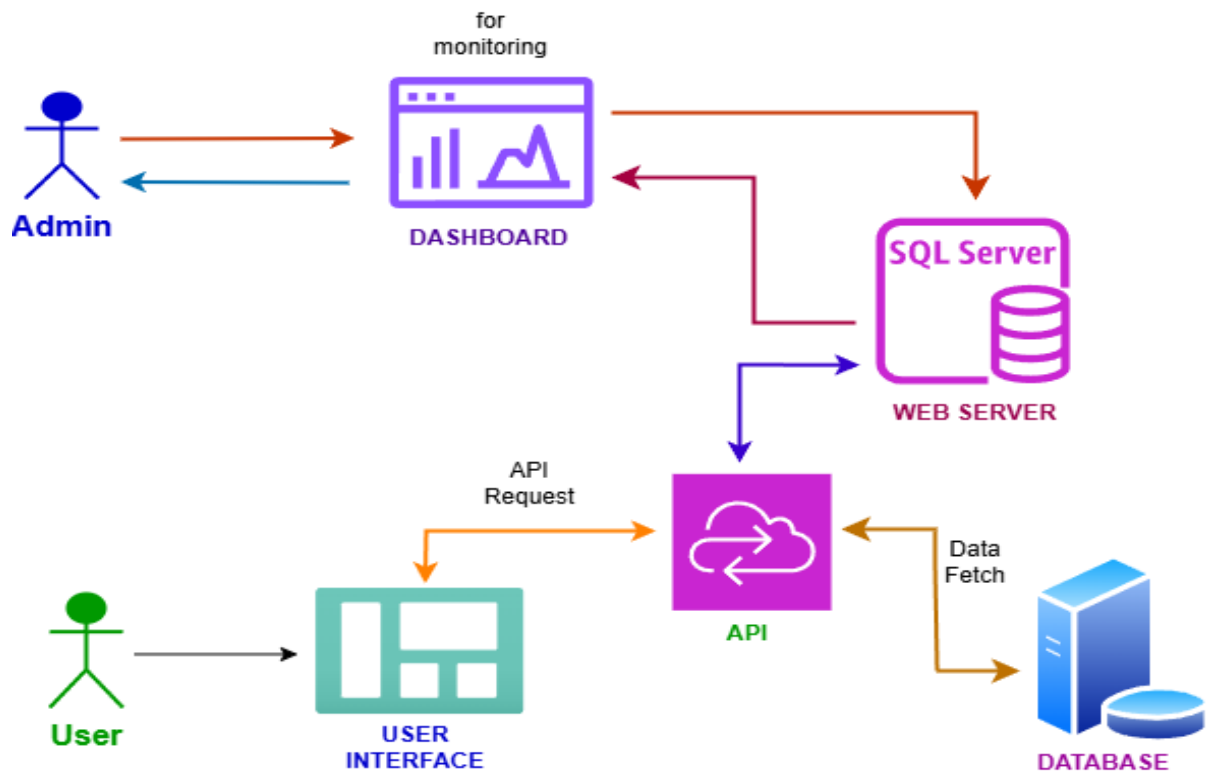 for
monitoring
Admin
DASHBOARD
SQL Server
WEB SERVER
API
Request
Data
Fetch
API
User
USER
INTERFACE
DATABASE